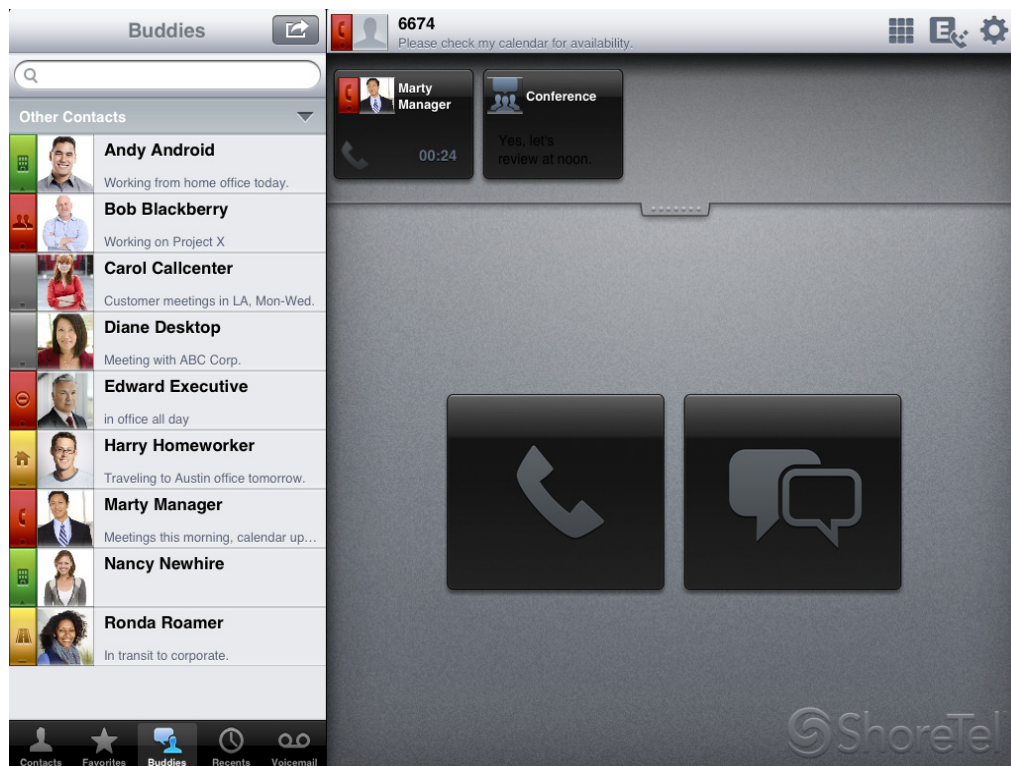 Buddies
Other Contacts
Andy Android
Working from home office today.
Bob Blackberry
Working on Project X
Carol Callcenter
Customer meetings in LA, Mon-Wed.
Diane Desktop
Meeting with ABC Corp.
Edward Executive
in office all day
Harry Homeworker
Traveling to Austin office tomorrow.
Marty Manager
Meetings this morning, calendar up...
Nancy Newhire
Ronda Roamer
In transit to corporate.
Contacts
Favorites
Buddies
Recents
Voicemail
6674
Please check my calendar for availability.
E
Marty
Manager
00:24
Conference
Yes, let's
review at noon.
ShoreTel